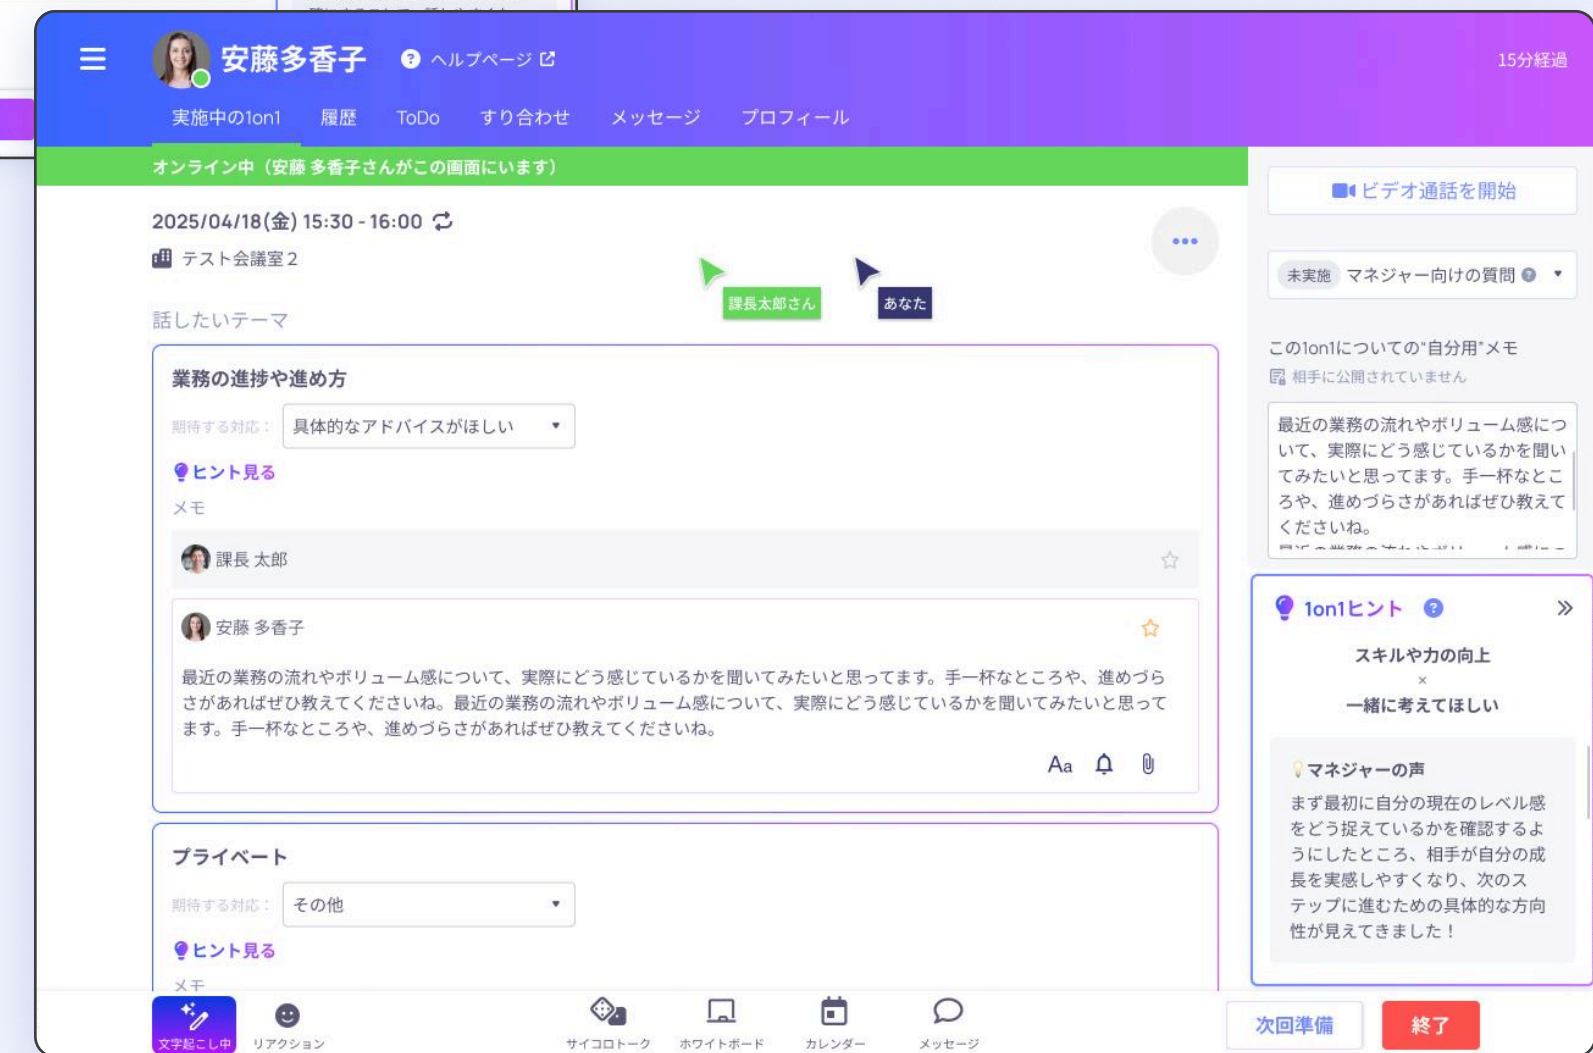 安藤多香子
ヘルプページ
15分経過
実施中の1on1 履歴 ToDo すり合わせ メッセージ プロフィール
オンライン中（安藤 多香子さんがこの画面にいます）
2025/04/18(金) 15:30 - 16:00
テスト会議室２
課長太郎さん
あなた
話したいテーマ
業務の進捗や進め方
期待する対応： 具体的なアドバイスがほしい
ヒント見る
メモ
課長 太郎
安藤 多香子
最近の業務の流れやボリューム感について、実際にどう感じているかを聞いてみたいと思ってます。手一杯なところや、進めづら
さがあればぜひ教えてくださいね。最近の業務の流れやボリューム感について、実際にどう感じているかを聞いてみたいと思って
ます。手一杯なところや、進めづらさがあればぜひ教えてくださいね。
Aa
プライベート
期待する対応： その他
ヒント見る
メモ
ビデオ通話を開始
未実施 マネジャー向けの質問
この1on1についての“自分用”メモ
相手に公開されていません
最近の業務の流れやボリューム感につ
いて、実際にどう感じているかを聞い
てみたいと思ってます。手一杯なとこ
ろや、進めづらさがあればぜひ教えて
くださいね。
1on1ヒント
スキルや力の向上
×
一緒に考えてほしい
マネジャーの声
まず最初に自分の現在のレベル感
をどう捉えているかを確認するよ
うにしたところ、相手が自分の成
長を実感しやすくなり、次のス
テップに進むための具体的な方向
性が見えてきました！
文字起こし中 リアクション サイコロトーク ホワイトボード カレンダー メッセージ
次回準備 終了